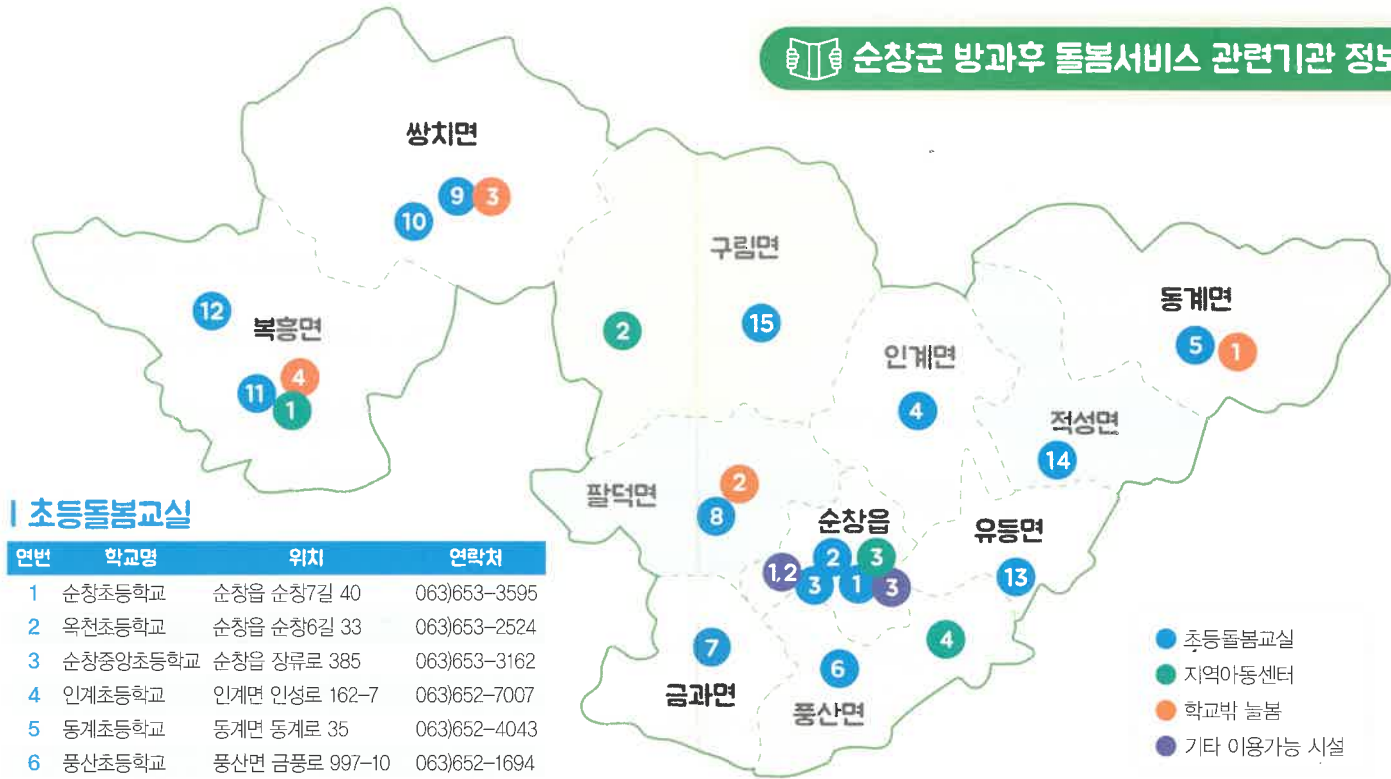 순창군 방과후 돌봄서비스 관련기관 정보
쌍치면
9 3
10
구림면
12
복흥면
동계면
2
15
5 1
인계면
4
11
1
4
적성면
14
팔덕면
2
8
순창읍
유등면
2 3
1,2 3 1 3
13
7
금과면
4
6
풍산면
초등돌봄교실
연번 학교명 위치 연락처
1 순창초등학교 순창읍 순창7길 40 063)653-3595
2 옥천초등학교 순창읍 순창6길 33 063)653-2524
3 순창중앙초등학교 순창읍 장류로 385 063)653-3162
4 인계초등학교 인계면 인성로 162-7 063)652-7007
5 동계초등학교 동계면 동계로 35 063)652-4043
6 풍산초등학교 풍산면 금풍로 997-10 063)652-1694
초등돌봄교실
지역아동센터
학교밖 늘봄
기타 이용가능 시설